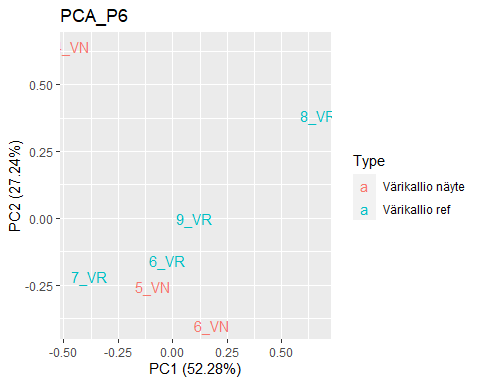 PCA_P6
_VN
0.50
8_VR
0.25
Type
a Värikallio näyte
a Värikallio ref
PC2 (27.24%)
0.00
9_VR
6_VR
7_VR
5_VN
-0.25
6_VN
-0.50 -0.25 0.00 0.25 0.50
PC1 (52.28%)